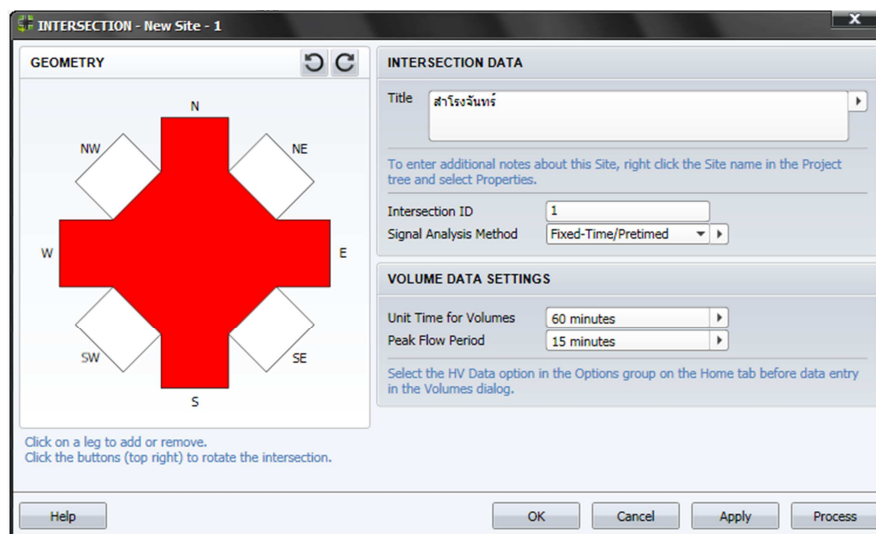 INTERSECTION - New Site - 1
GEOMETRY
N
NW
NE
W
E
SW
SE
S
Click on a leg to add or remove.
Click the buttons (top right) to rotate the intersection.
INTERSECTION DATA
Title
สำโรงจันทร์
To enter additional notes about this Site, right click the Site name in the Project
tree and select Properties.
Intersection ID 1
Signal Analysis Method Fixed-Time/Pretimed
VOLUME DATA SETTINGS
Unit Time for Volumes 60 minutes
Peak Flow Period 15 minutes
Select the HV Data option in the Options group on the Home tab before data entry
in the Volumes dialog.
Help OK Cancel Apply Process